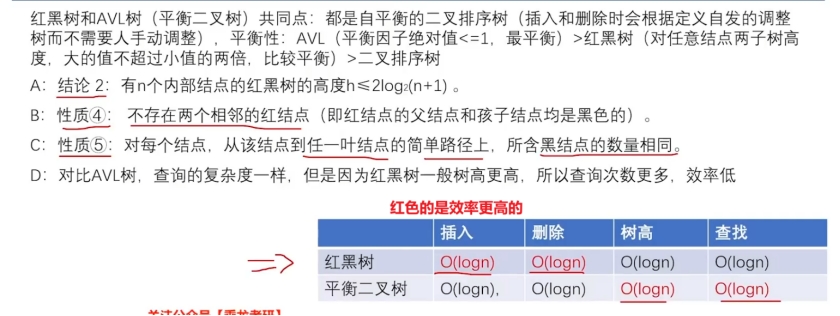 红黑树和AVL树（平衡二叉树）共同点：都是自平衡的二叉排序树（插入和删除时会根据定义自发的调整
树而不需要人手动调整），平衡性：AVL（平衡因子绝对值<=1，最平衡）>红黑树（对任意结点两子树高
度，大的值不超过小值的两倍，比较平衡）>二叉排序树
A：结论 2：有n个内部结点的红黑树的高度h≤2log₂(n+1) 。
B：性质④：不存在两个相邻的红结点（即红结点的父结点和孩子结点均是黑色的）。
C：性质⑤：对每个结点，从该结点到任一叶结点的简单路径上，所含黑结点的数量相同。
D：对比AVL树，查询的复杂度一样，但是因为红黑树一般树高更高，所以查询次数更多，效率低
红色的是效率更高的
插入 删除 树高 查找
红黑树 O(logn) O(logn) O(logn) O(logn)
平衡二叉树 O(logn), O(logn) O(logn) O(logn)